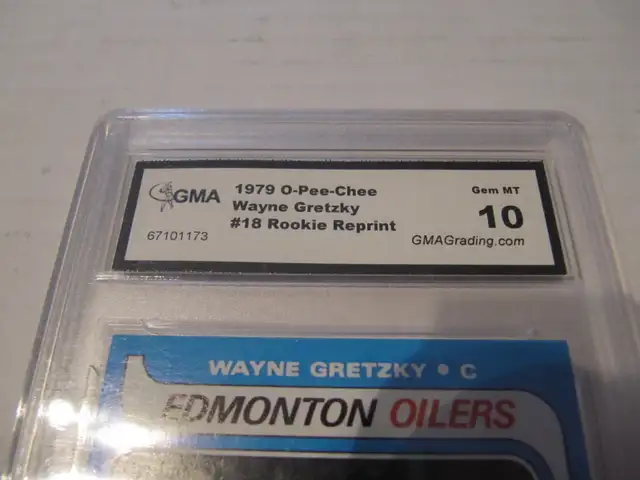 GMA
1979 O-Pee-Chee
Wayne Gretzky
#18 Rookie Reprint
67101173
Gem MT
10
GMAGrading.com
WAYNE GRETZKY • C
EDMONTON OILERS